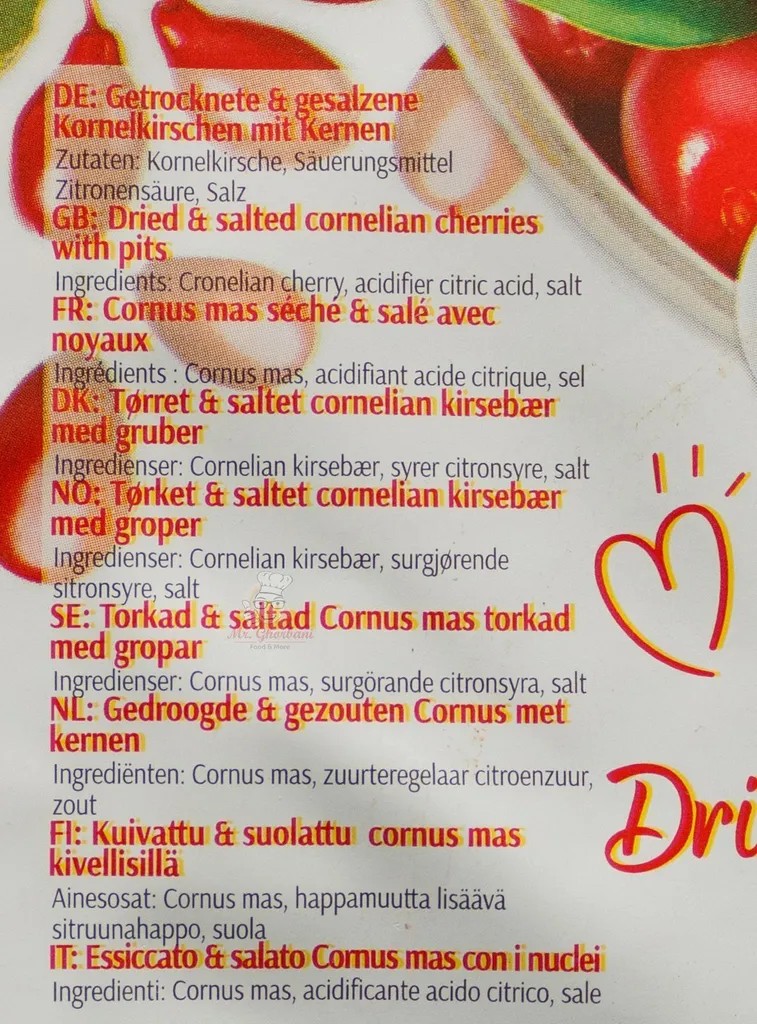 DE: Getrocknete & gesalzene
Kornelkirschen mit Kernen
Zutaten: Kornelkirsche, Säuerungsmittel
Zitronensäure, Salz
GB: Dried & salted cornelian cherries
with pits
Ingredients: Cronelian cherry, acidifier citric acid, salt
FR: Cornus mas séché & salé avec
noyaux
Ingrédients : Cornus mas, acidifiant acide citrique, sel
DK: Tørret & saltet cornelian kirsebær
med gruber
Ingredienser: Cornelian kirsebær, syrer citronsyre, salt
NO: Tørket & saltet cornelian kirsebær
med groper
Ingredienser: Cornelian kirsebær, surgjørende
sitronsyre, salt
SE: Torkad & saltad Cornus mas torkad
med gropar
Ingredienser: Cornus mas, surgörande citronsyra, salt
NL: Gedroogde & gezouten Cornus met
kernen
Ingrediënten: Cornus mas, zuurteregelaar citroenzuur,
zout
FI: Kuivattu & suolattu cornus mas
kivellisillä
Ainesosat: Cornus mas, happamuutta lisäävä
sitruunahappo, suola
IT: Essiccato & salato Cornus mas con i nuclei
Ingredienti: Cornus mas, acidificante acido citrico, sale
Mr. Ghorbani
Food & More
Dri